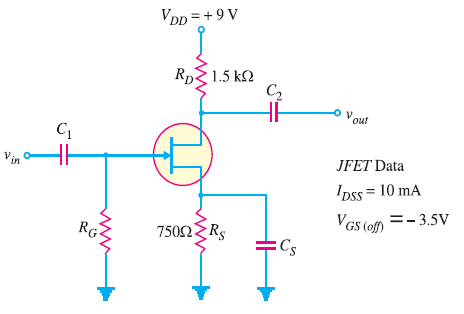 V_DD = + 9 V
R_D 1.5 kΩ
C_2
v_out
C_1
v_in
JFET Data
I_DSS = 10 mA
V_GS (off) = – 3.5V
R_G
750Ω R_S
C_S